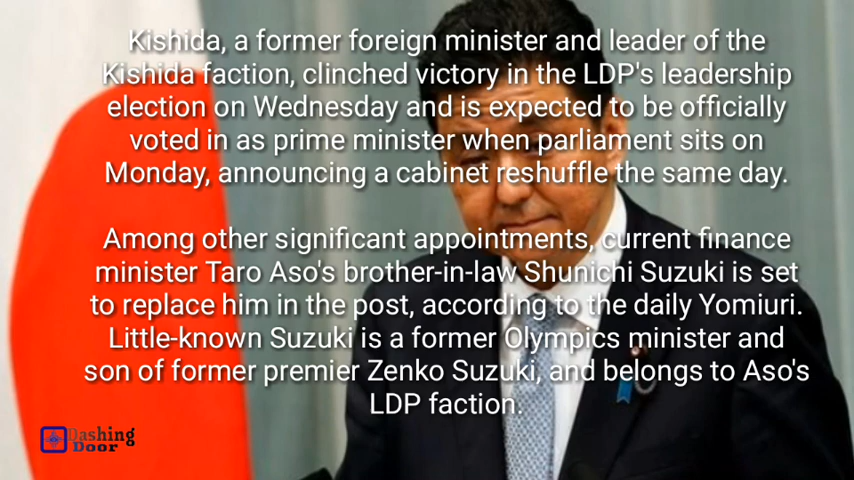 Kishida, a former foreign minister and leader of the
Kishida faction, clinched victory in the LDP's leadership
election on Wednesday and is expected to be officially
voted in as prime minister when parliament sits on
Monday, announcing a cabinet reshuffle the same day.
Among other significant appointments, current finance
minister Taro Aso's brother-in-law Shunichi Suzuki is set
to replace him in the post, according to the daily Yomiuri.
Little-known Suzuki is a former Olympics minister and
son of former premier Zenko Suzuki, and belongs to Aso's
LDP faction.
Dashing
Door